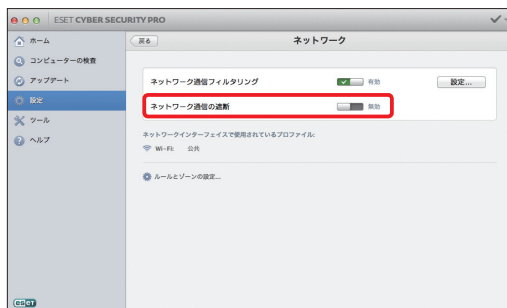 ESET CYBER SECURITY PRO
ホーム
コンピューターの検査
アップデート
設定
ツール
ヘルプ
戻る
ネットワーク
ネットワーク通信フィルタリング 有効 設定...
ネットワーク通信の遮断 無効
ネットワークインターフェイスで使用されているプロファイル:
Wi-Fi: 公共
ルールとゾーンの設定...
eseT